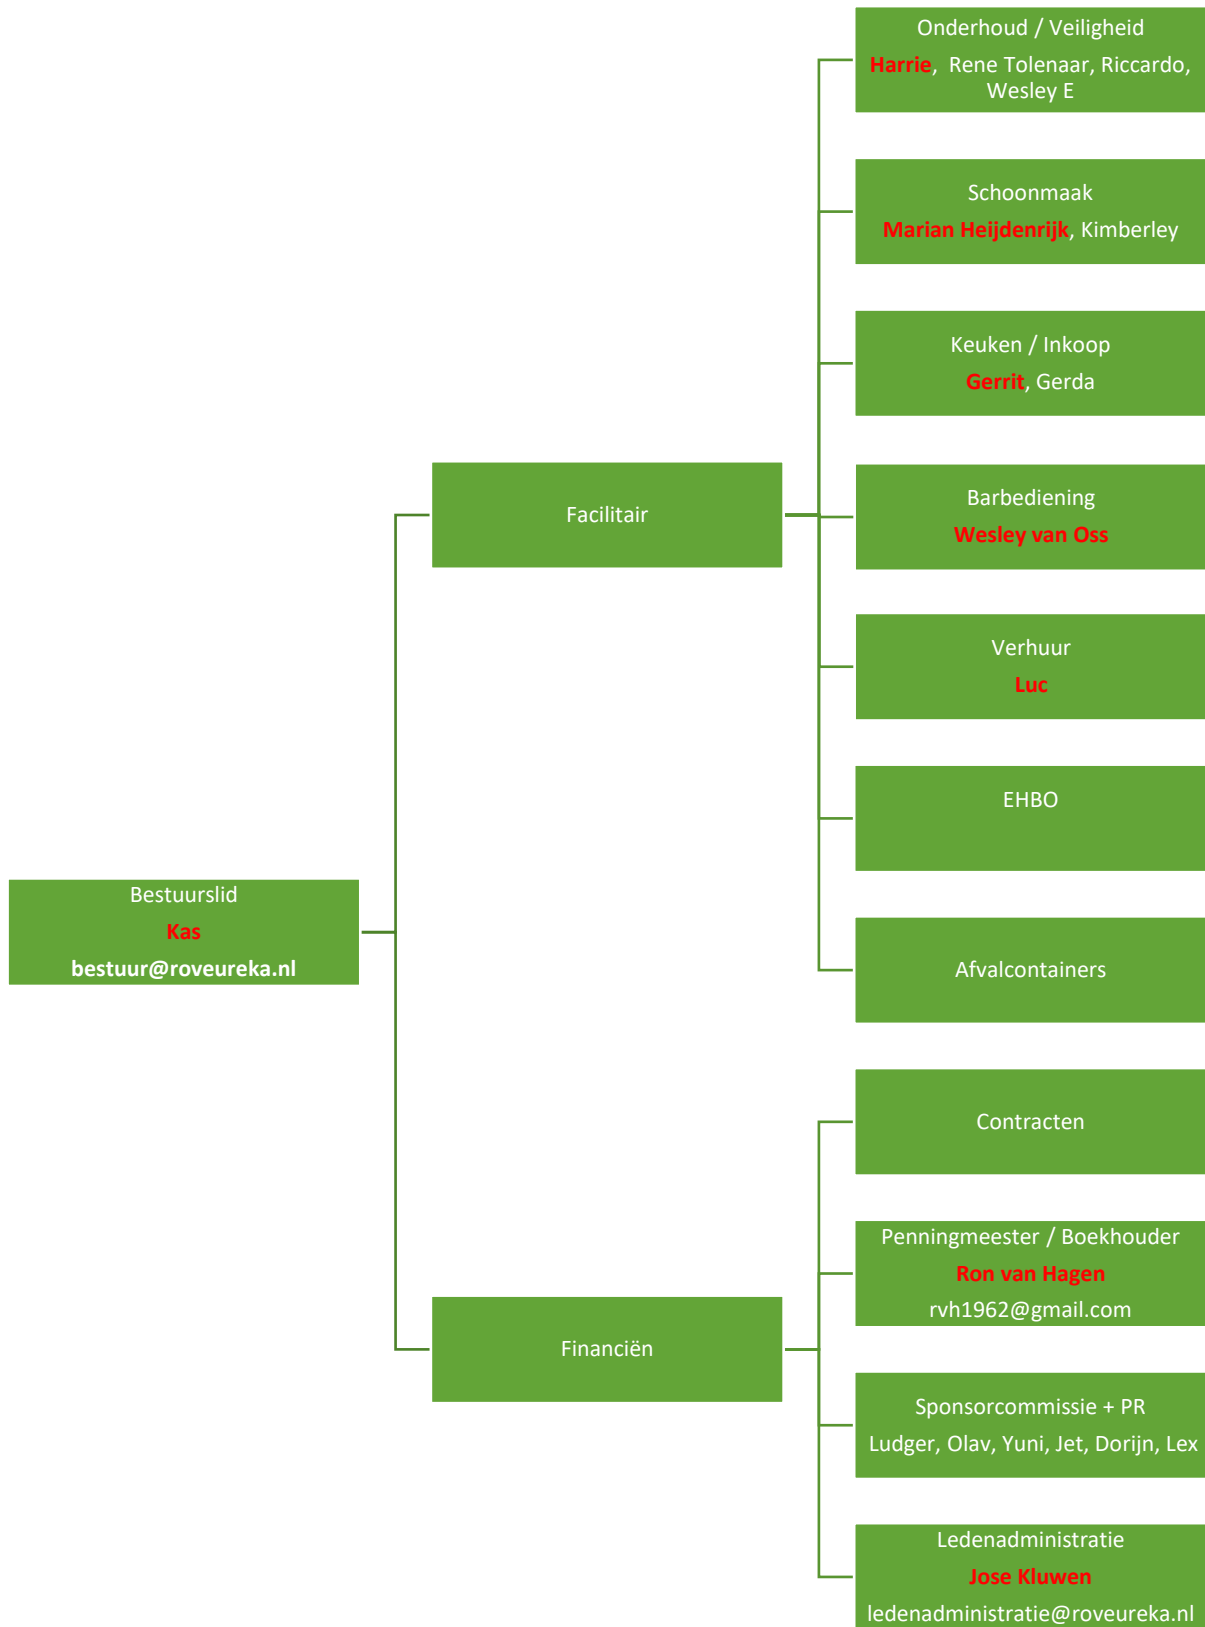 Onderhoud / Veiligheid
Harrie, Rene Tolenaar, Riccardo,
Wesley E
Schoonmaak
Marian Heijdenrijk, Kimberley
Keuken / Inkoop
Gerrit, Gerda
Facilitair
Barbediening
Wesley van Oss
Verhuur
Luc
EHBO
Bestuurslid
Kas
bestuur@roveureka.nl
Afvalcontainers
Contracten
Penningmeester / Boekhouder
Ron van Hagen
rvh1962@gmail.com
Financiën
Sponsorcommissie + PR
Ludger, Olav, Yuni, Jet, Dorijn, Lex
Ledenadministratie
Jose Kluwen
ledenadministratie@roveureka.nl